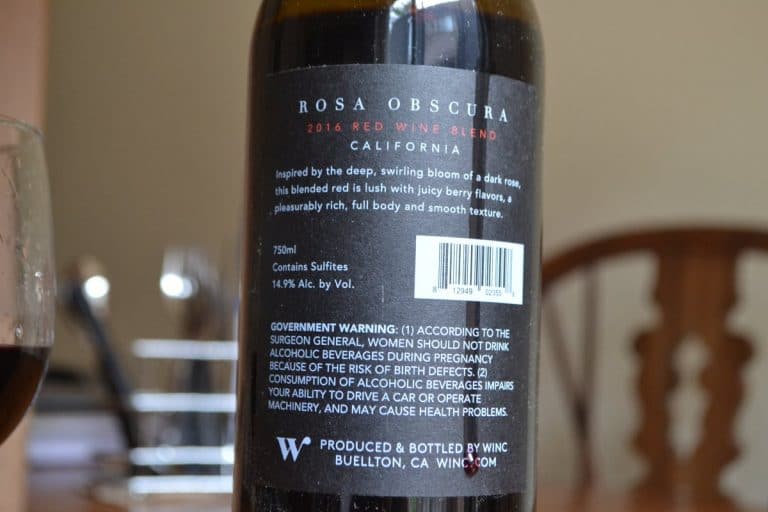 ROSA OBSCURA
2016 RED WINE BLEND
CALIFORNIA
Inspired by the deep, swirling bloom of a dark rose,
this blended red is lush with juicy berry flavors, a
pleasurably rich, full body and smooth texture.
750ml
Contains Sulfites
14.9% Alc. by Vol.
8 12949 02355
GOVERNMENT WARNING: (1) ACCORDING TO THE
SURGEON GENERAL, WOMEN SHOULD NOT DRINK
ALCOHOLIC BEVERAGES DURING PREGNANCY
BECAUSE OF THE RISK OF BIRTH DEFECTS. (2)
CONSUMPTION OF ALCOHOLIC BEVERAGES IMPAIRS
YOUR ABILITY TO DRIVE A CAR OR OPERATE
MACHINERY, AND MAY CAUSE HEALTH PROBLEMS.
W PRODUCED & BOTTLED BY WINC
BUELLTON, CA WINC.COM